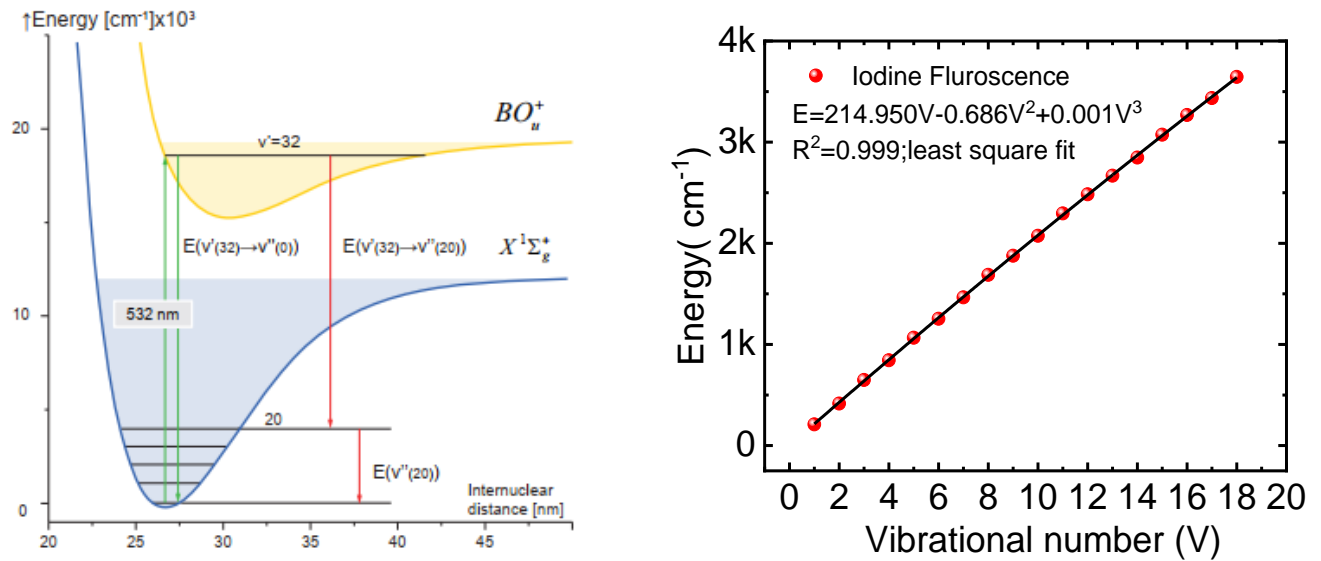 ↑Energy [cm⁻¹]x10³
BO⁺ᵤ
v'=32
20
E(v'(32)→v''(0))
E(v'(32)→v''(20))
X¹Σ⁺g
10
532 nm
20
E(v''(20))
Internuclear
distance [nm]
0
20 25 30 35 40 45
4k
Iodine Fluroscence
E=214.950V-0.686V²+0.001V³
R²=0.999;least square fit
3k
2k
1k
0
Energy( cm⁻¹)
0 2 4 6 8 10 12 14 16 18 20
Vibrational number (V)